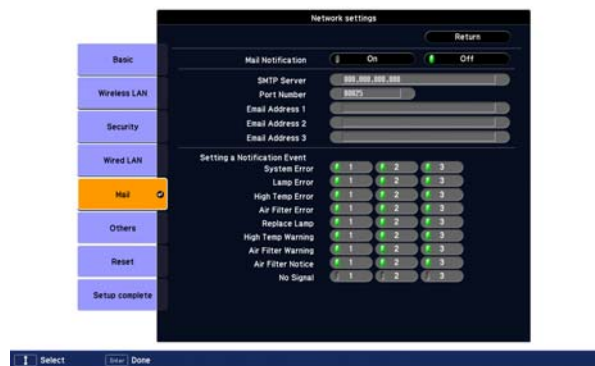 Network settings
Return
Basic
Wireless LAN
Security
Wired LAN
Mail
Others
Reset
Setup complete
Mail Notification On Off
SMTP Server 000.000.000.000
Port Number 00025
Email Address 1
Email Address 2
Email Address 3
Setting a Notification Event
System Error 1 2 3
Lamp Error 1 2 3
High Temp Error 1 2 3
Air Filter Error 1 2 3
Replace Lamp 1 2 3
High Temp Warning 1 2 3
Air Filter Warning 1 2 3
Air Filter Notice 1 2 3
No Signal 1 2 3
Select Enter Done